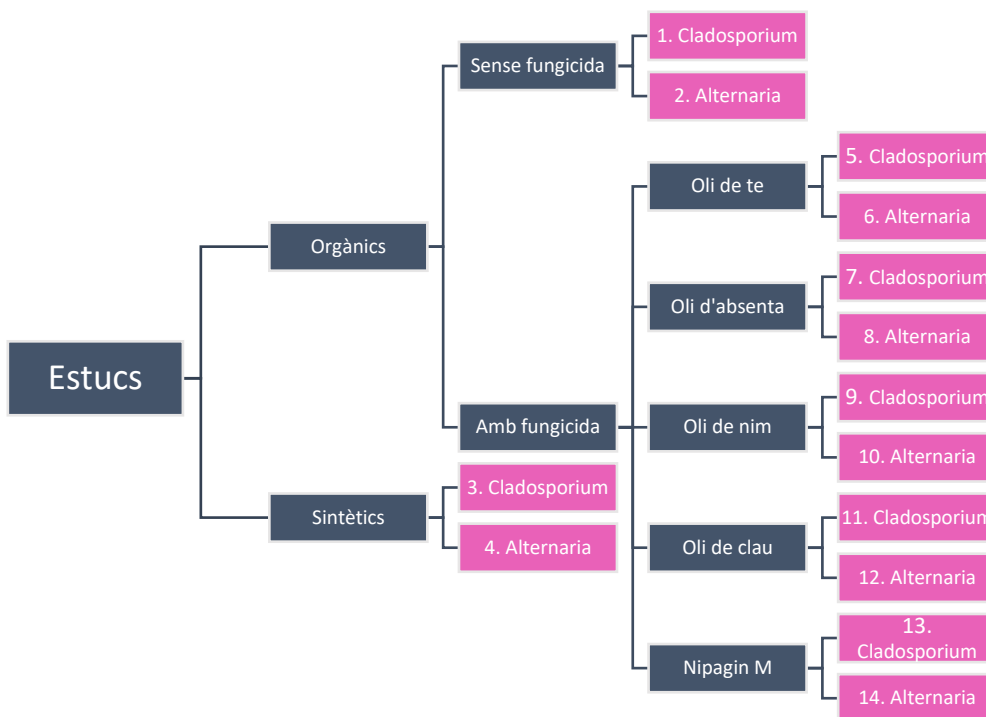 Estucs
Orgànics
Sense fungicida
1. Cladosporium
2. Alternaria
Amb fungicida
Oli de te
5. Cladosporium
6. Alternaria
Oli d'absenta
7. Cladosporium
8. Alternaria
Oli de nim
9. Cladosporium
10. Alternaria
Oli de clau
11. Cladosporium
12. Alternaria
Nipagin M
13.
Cladosporium
14. Alternaria
Sintètics
3. Cladosporium
4. Alternaria